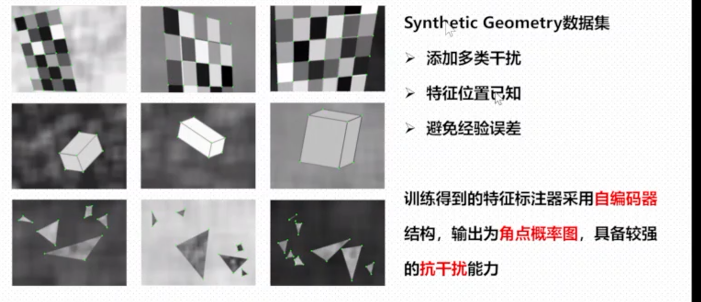 Synthetic Geometry数据集
添加多类干扰
特征位置已知
避免经验误差
训练得到的特征标注器采用自编码器
结构，输出为角点概率图，具备较强
的抗干扰能力